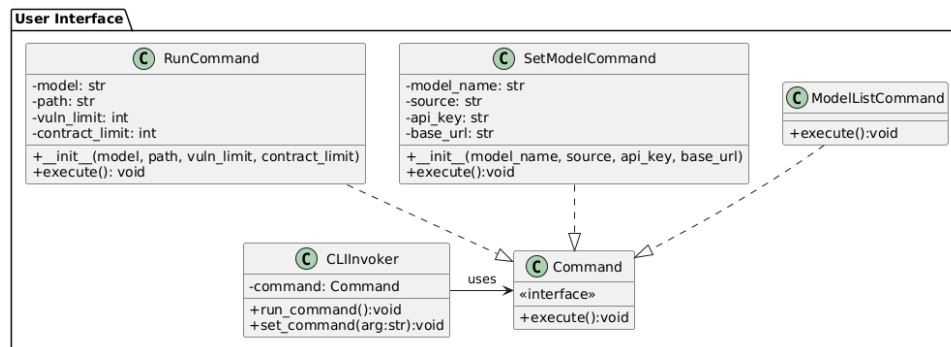 User Interface
C RunCommand
-model: str
-path: str
-vuln_limit: int
-contract_limit: int
+__init__(model, path, vuln_limit, contract_limit)
+execute(): void
C SetModelCommand
-model_name: str
-source: str
-api_key: str
-base_url: str
+__init__(model_name, source, api_key, base_url)
+execute():void
C ModelListCommand
+execute():void
C CLIInvoker
-command: Command
+run_command():void
+set_command(arg:str):void
uses
C Command
«interface»
+execute():void